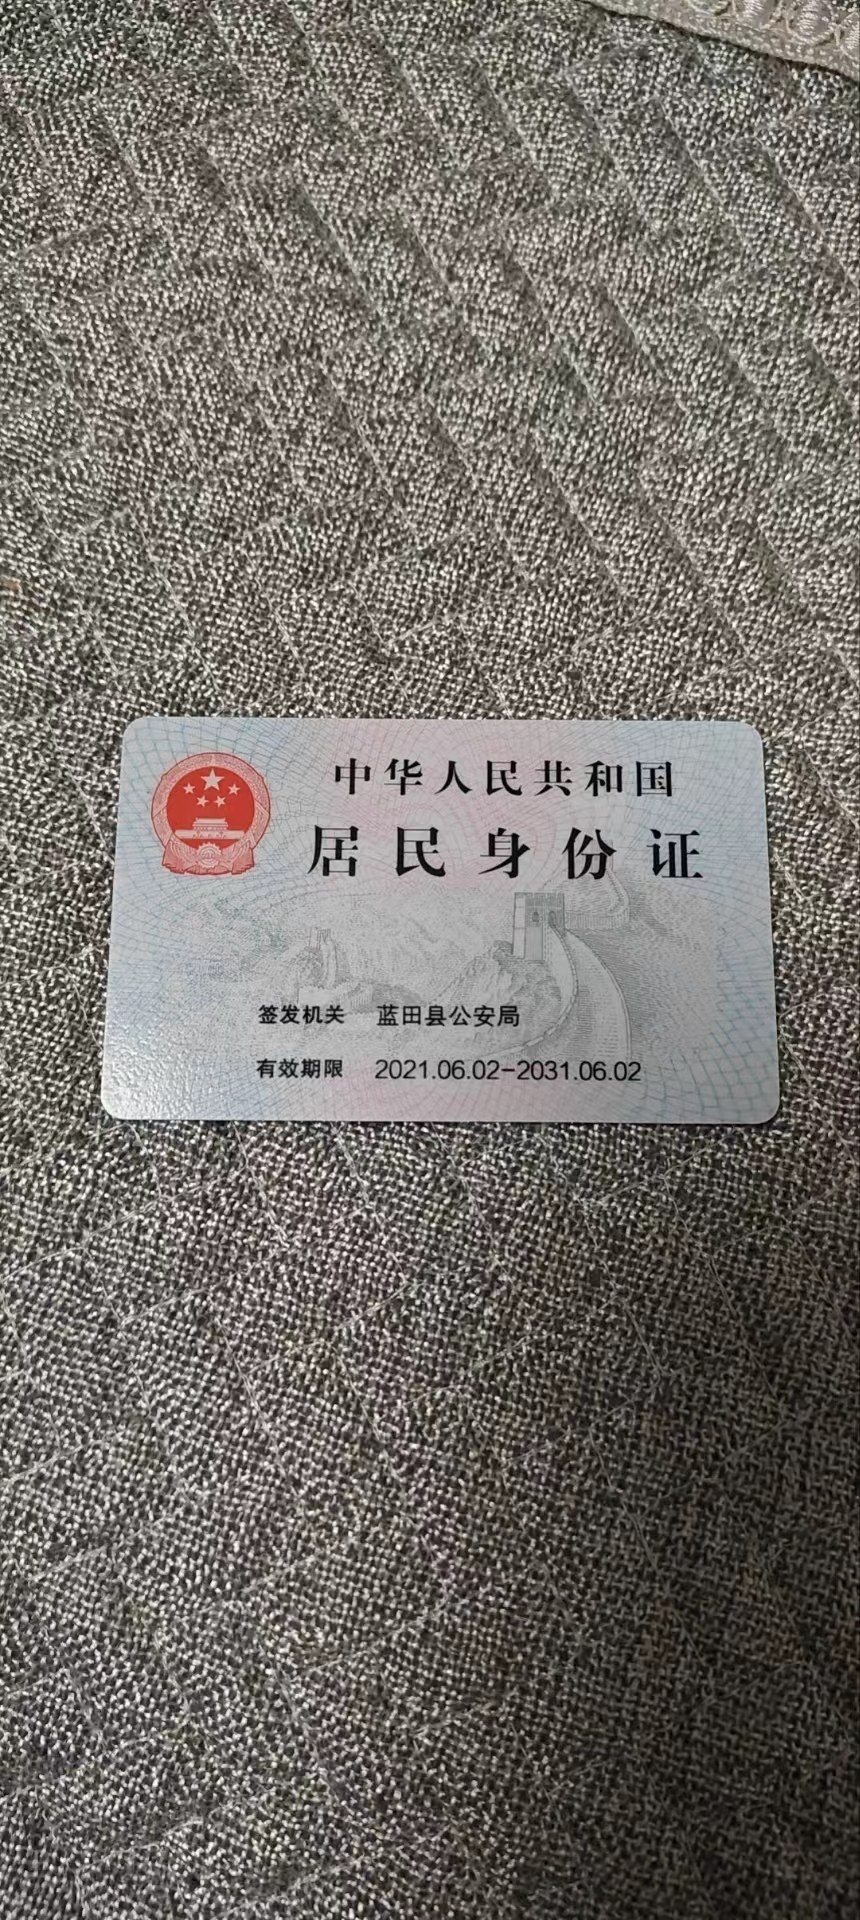 中华人民共和国
居民身份证
签发机关 蓝田县公安局
有效期限 2021.06.02-2031.06.02